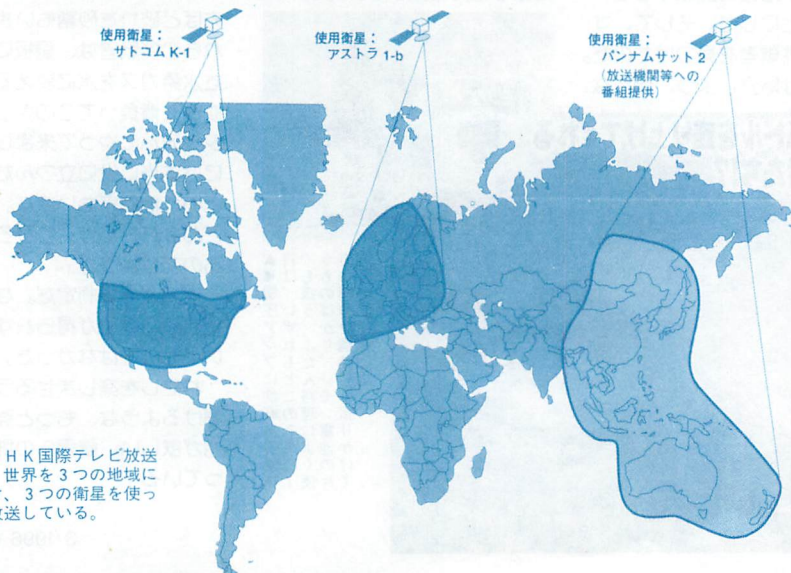 使用衛星：
サトコムK-1
使用衛星：
アストラ1-b
使用衛星：
パンナムサット2
（放送機関等への
番組提供）
HK国際テレビ放送
世界を3つの地域に
、3つの衛星を使っ
放送している。